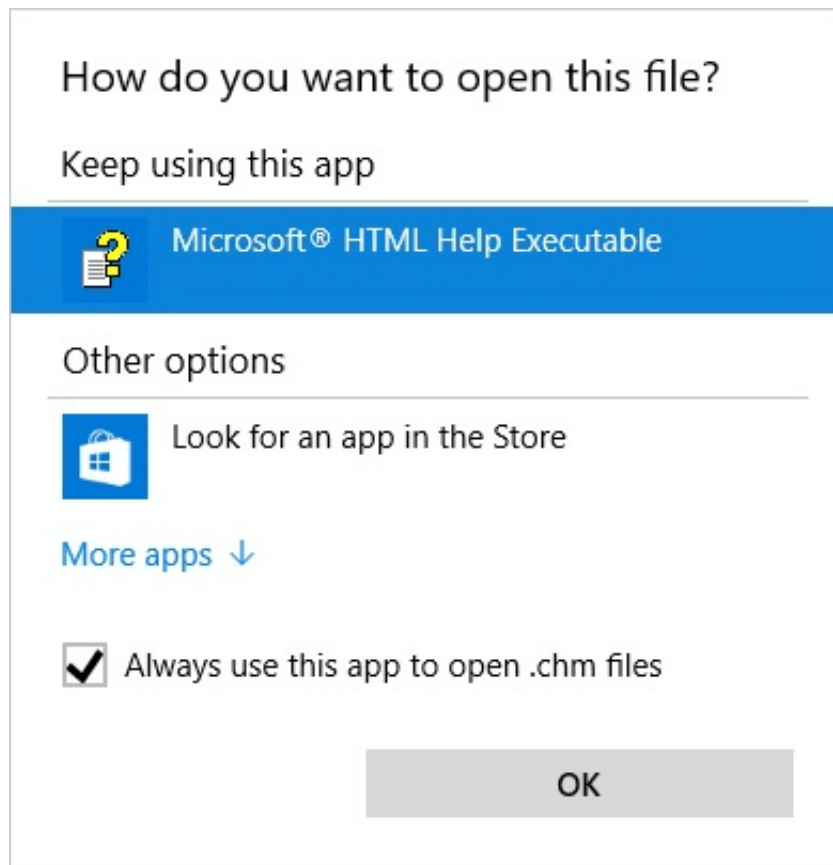 How do you want to open this file?
Keep using this app
Microsoft® HTML Help Executable
Other options
Look for an app in the Store
More apps ↓
Always use this app to open .chm files
OK